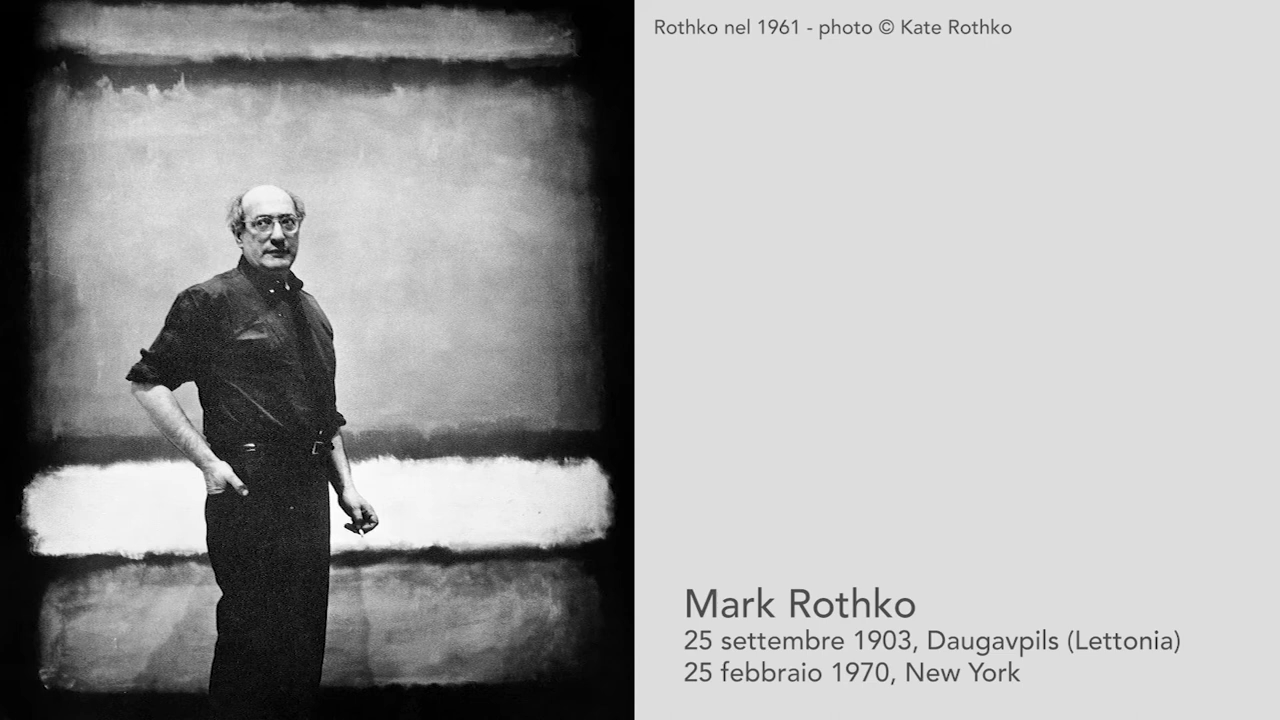 Rothko nel 1961 - photo © Kate Rothko
Mark Rothko
25 settembre 1903, Daugavpils (Lettonia)
25 febbraio 1970, New York